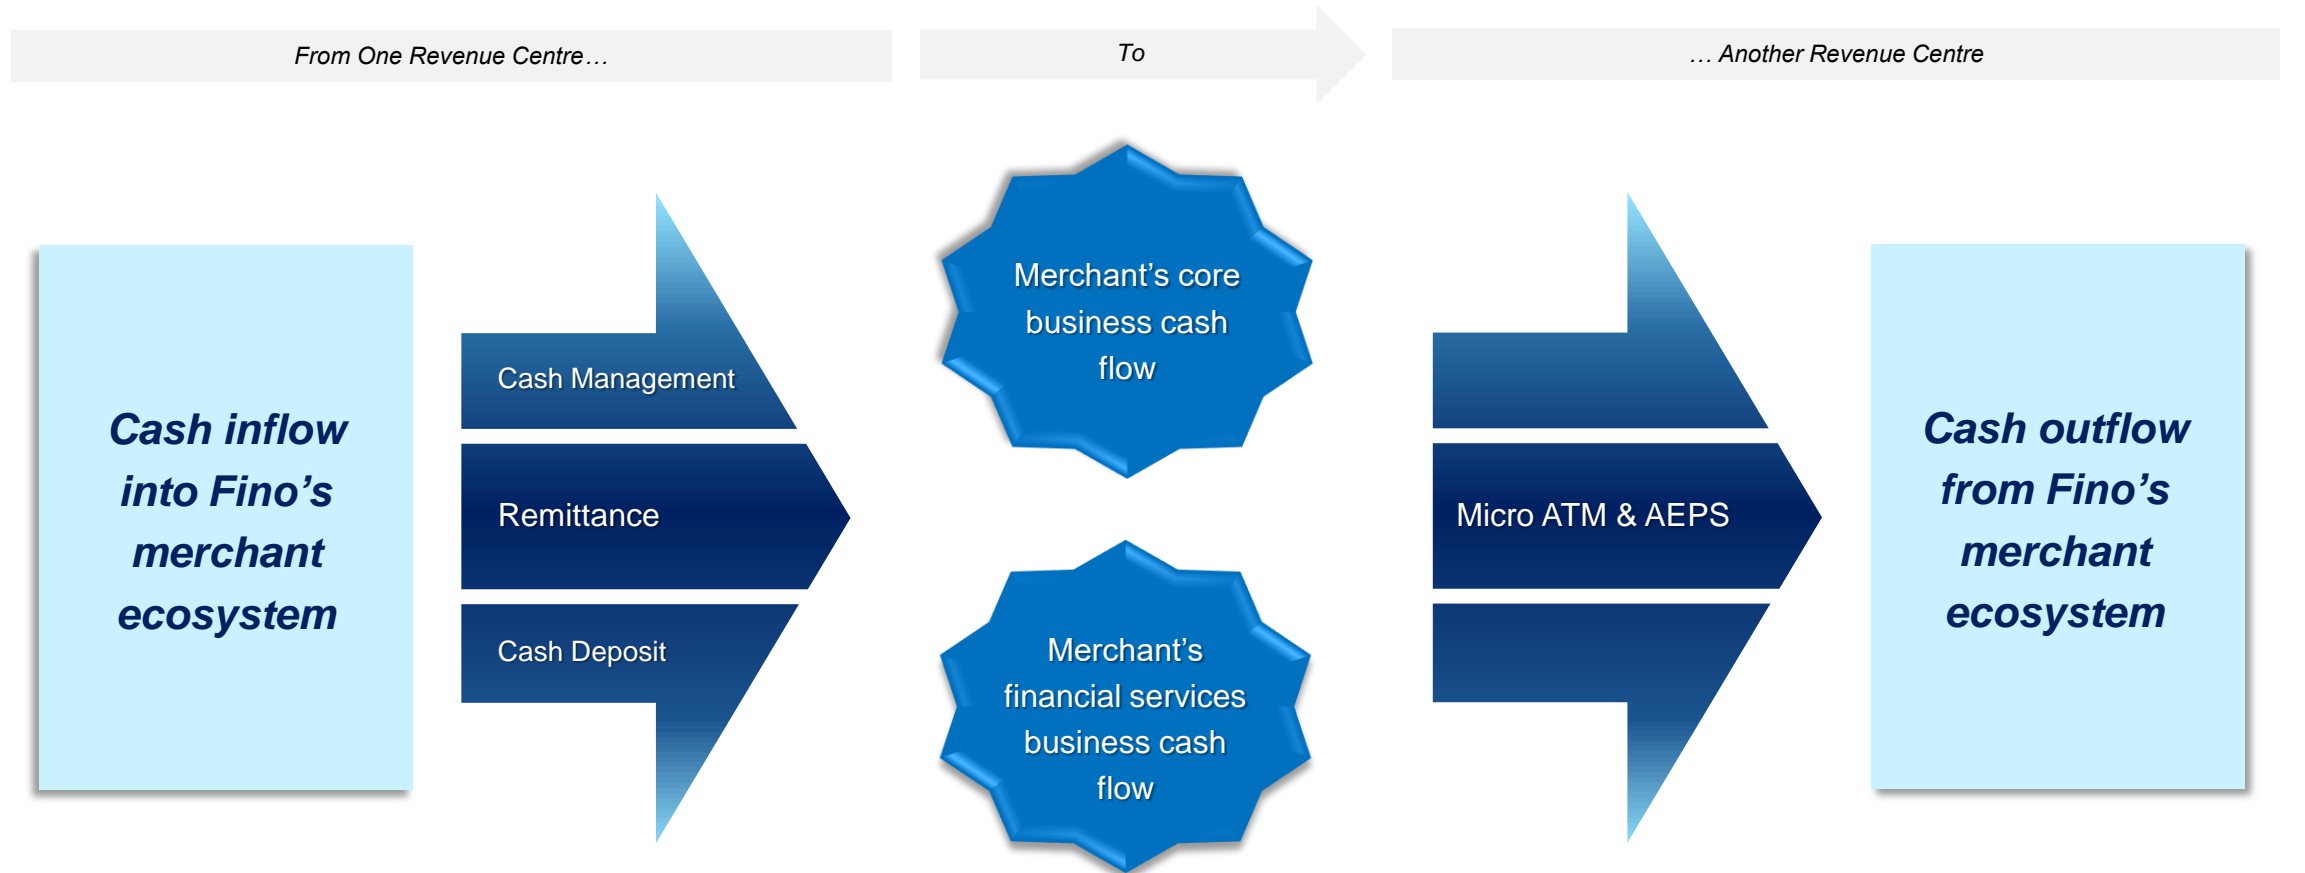 From One Revenue Centre…
To
… Another Revenue Centre
Cash inflow
into Fino’s
merchant
ecosystem
Cash Management
Remittance
Cash Deposit
Merchant’s core
business cash
flow
Merchant’s
financial services
business cash
flow
Micro ATM & AEPS
Cash outflow
from Fino’s
merchant
ecosystem